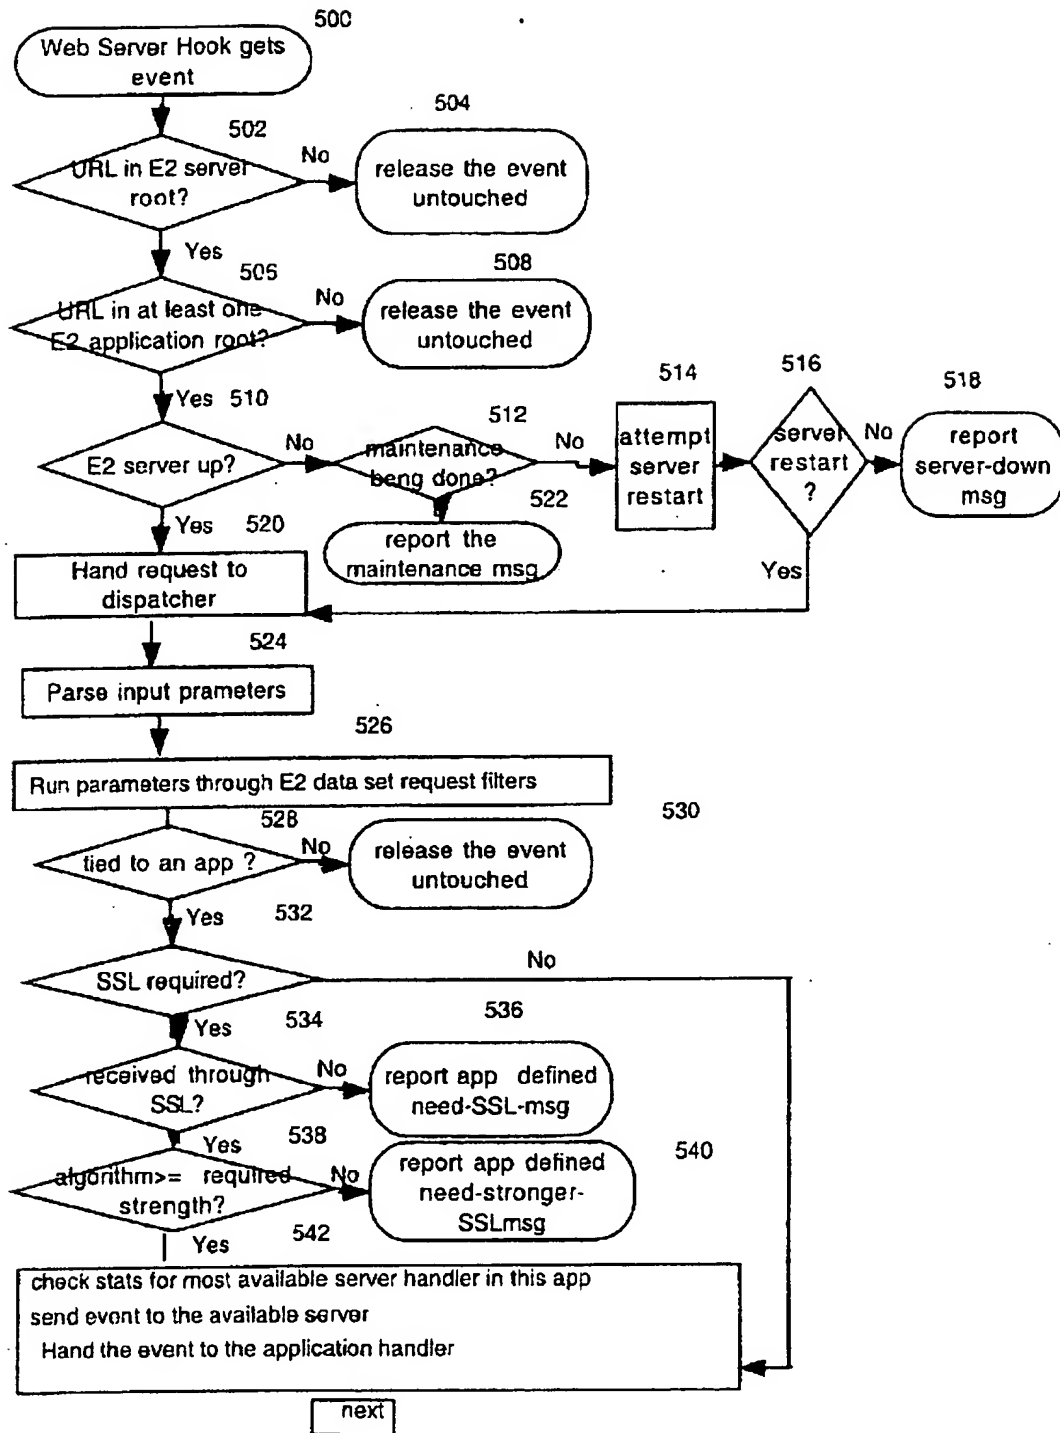 500
Web Server Hook gets
event
502
504
URL in E2 server
root?
No
release the event
untouched
Yes
506
508
URL in at least one
E2 application root?
No
release the event
untouched
Yes
510
512
514
516
518
E2 server up?
No
maintenance
beng done?
No
attempt
server
restart
server
restart
?
No
report
server-down
msg
Yes
520
522
report the
maintenance msg
Yes
Hand request to
dispatcher
524
Parse input prameters
526
Run parameters through E2 data set request filters
528
530
tied to an app ?
No
release the event
untouched
Yes
532
SSL required?
No
Yes
534
536
received through
SSL?
No
report app defined
need-SSL-msg
Yes
538
540
algorithm>= required
strength?
No
report app defined
need-stronger-
SSLmsg
Yes
542
check stats for most available server handler in this app
send event to the available server
Hand the event to the application handler
next